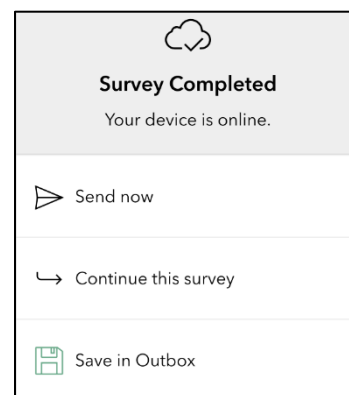 Survey Completed
Your device is online.
Send now
Continue this survey
Save in Outbox